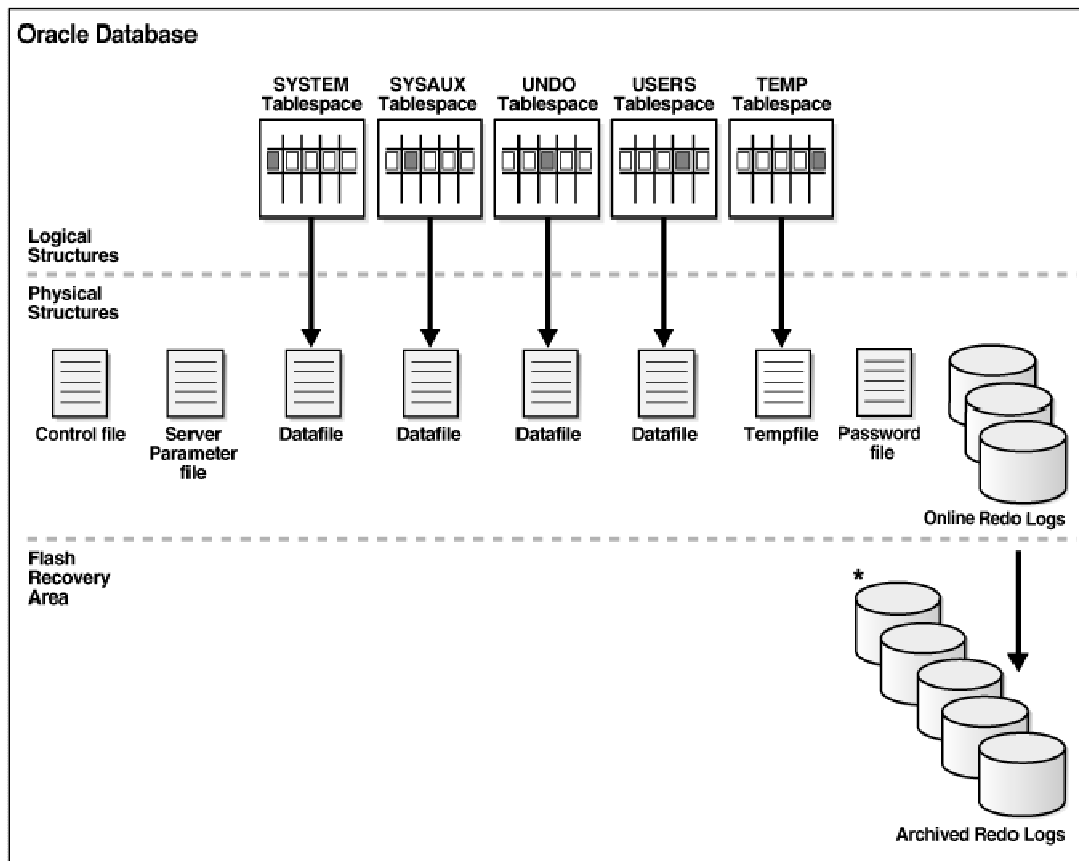 Oracle Database
SYSTEM
Tablespace
SYSAUX
Tablespace
UNDO
Tablespace
USERS
Tablespace
TEMP
Tablespace
Logical
Structures
Physical
Structures
Control file
Server
Parameter
file
Datafile
Datafile
Datafile
Datafile
Tempfile
Password
file
Online Redo Logs
Flash
Recovery
Area
*
Archived Redo Logs